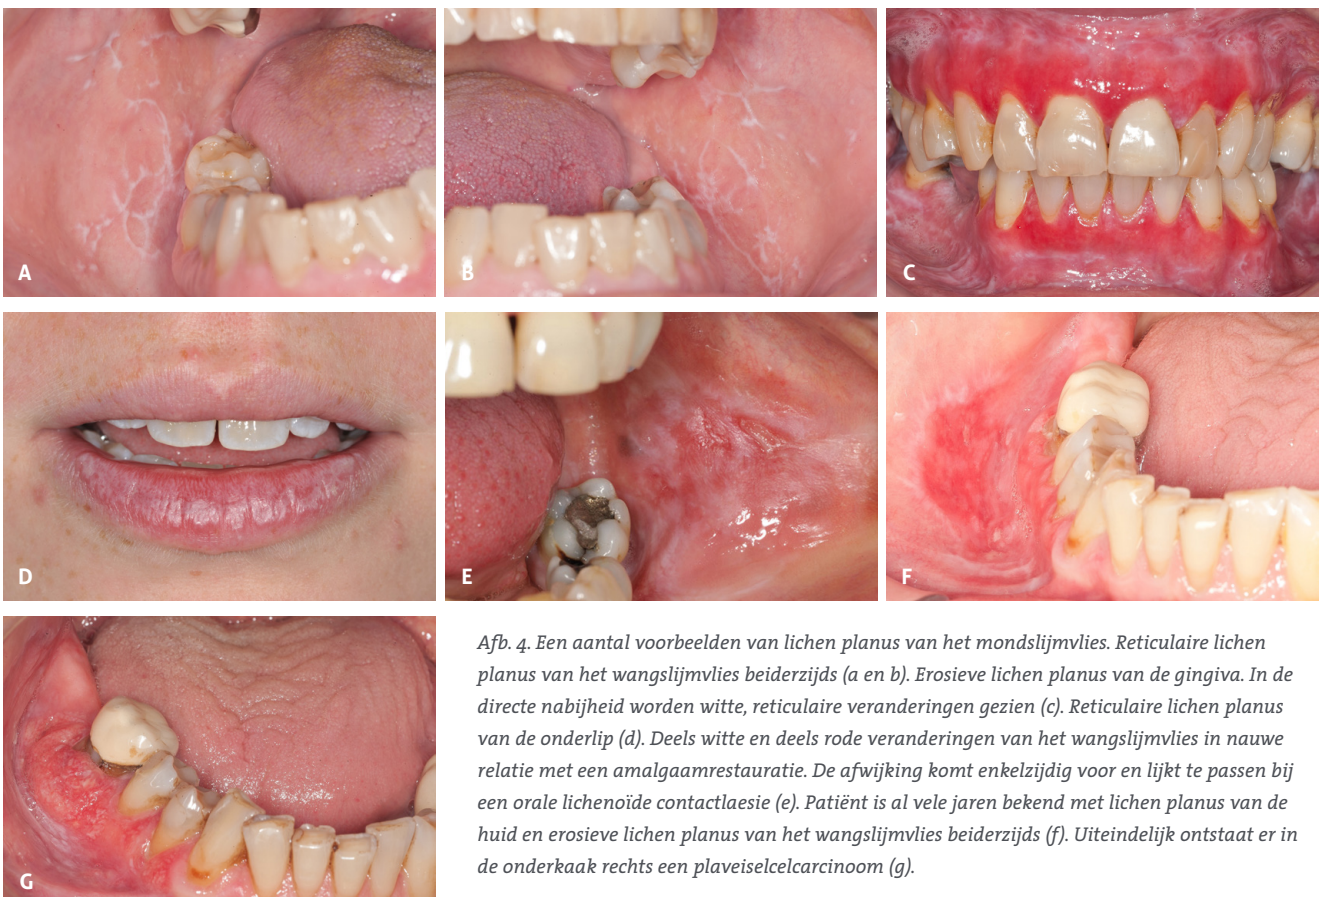 A
B
C
D
E
F
G
Afb. 4. Een aantal voorbeelden van lichen planus van het mondslijmvlies. Reticulaire lichen
planus van het wangslijmvlies beiderzijds (a en b). Erosieve lichen planus van de gingiva. In de
directe nabijheid worden witte, reticulaire veranderingen gezien (c). Reticulaire lichen planus
van de onderlip (d). Deels witte en deels rode veranderingen van het wangslijmvlies in nauwe
relatie met een amalgaamrestauratie. De afwijking komt enkelzijdig voor en lijkt te passen bij
een orale lichenoïde contactlaesie (e). Patiënt is al vele jaren bekend met lichen planus van de
huid en erosieve lichen planus van het wangslijmvlies beiderzijds (f). Uiteindelijk ontstaat er in
de onderkaak rechts een plaveiselcelcarcinoom (g).